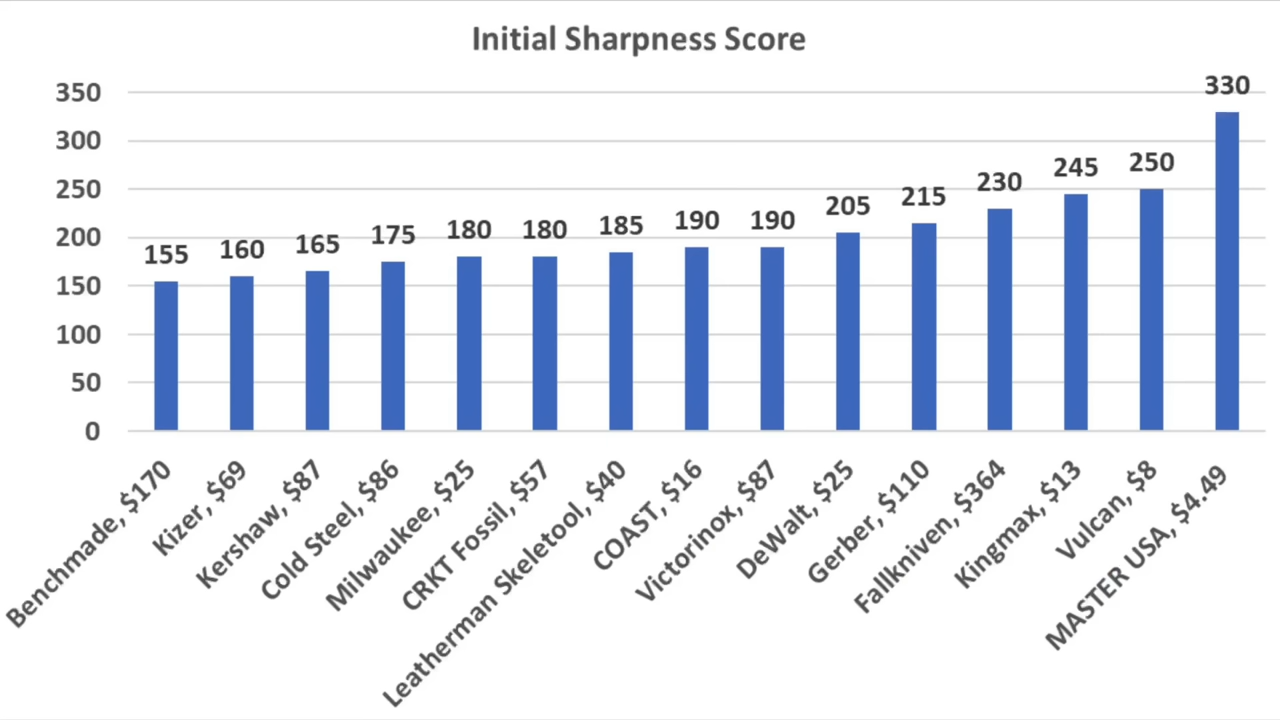 Initial Sharpness Score
350
300
250
200
150
100
50
0
155
160
165
175
180
180
185
190
190
205
215
230
245
250
330
Benchmade, $170
Kizer, $69
Kershaw, $87
Cold Steel, $86
Milwaukee, $25
CRKT Fossil, $57
Leatherman Skeletool, $40
COAST, $16
Victorinox, $87
DeWalt, $25
Gerber, $110
Fallkniven, $364
Kingmax, $13
Vulcan, $8
MASTER USA, $4.49